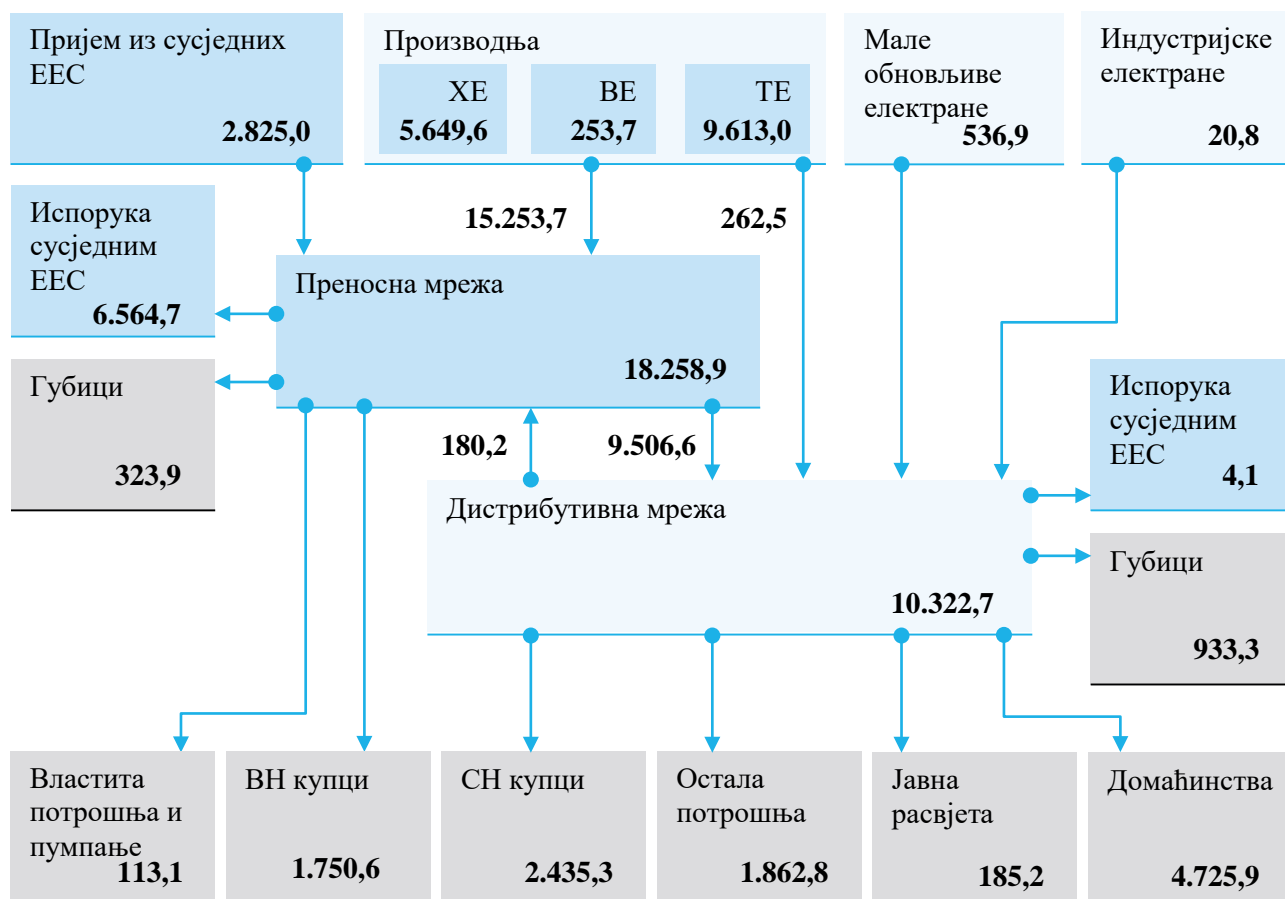 Пријем из сусједних
ЕЕС
2.825,0
Производња
ХЕ
5.649,6
ВЕ
253,7
ТЕ
9.613,0
Мале
обновљиве
електране
536,9
Индустријске
електране
20,8
Испорука
сусједним
ЕЕС
6.564,7
15.253,7
262,5
Преносна мрежа
18.258,9
Губици
323,9
180,2
9.506,6
Испорука
сусједним
ЕЕС
4,1
Дистрибутивна мрежа
10.322,7
Губици
933,3
Властита
потрошња и
пумпање
113,1
ВН купци
1.750,6
СН купци
2.435,3
Остала
потрошња
1.862,8
Јавна
расвјета
185,2
Домаћинства
4.725,9